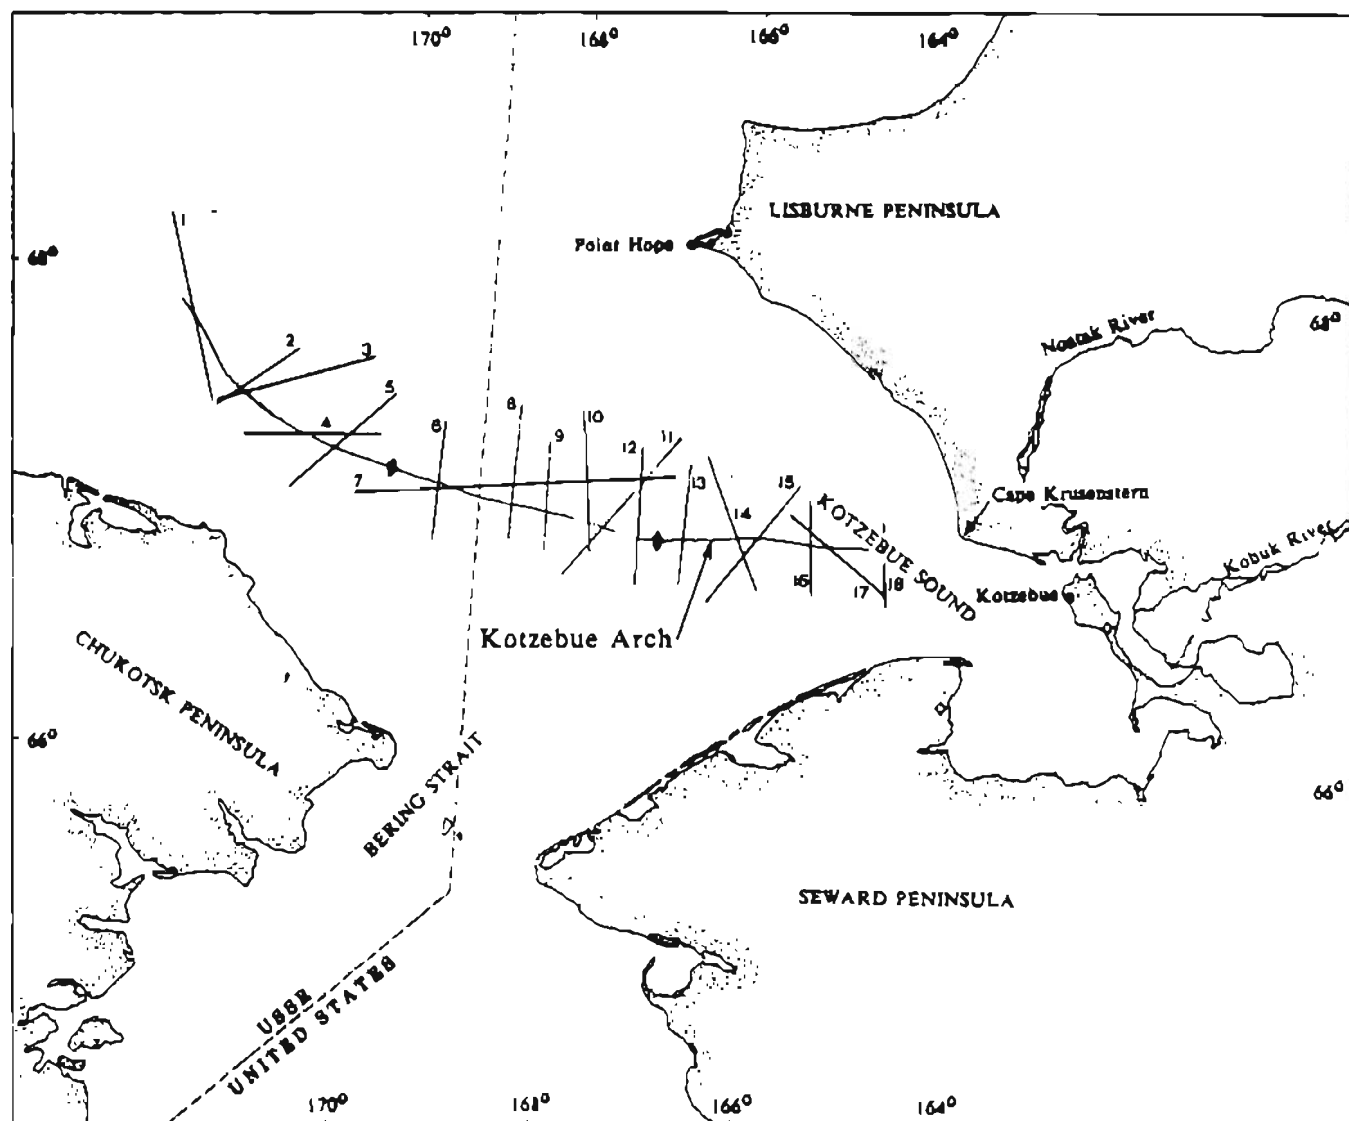 170° 168° 166° 164°
LISBURNE PENINSULA
Point Hope
1
68°
68°
Noatak River
2
3
5
4
6
8
10
9
12
11
7
13
15
14
KOTZEBUE SOUND
Cape Krusenstern
Kobuk River
16
17
18
Kotzebue
Kotzebue Arch
CHUKOTSK PENINSULA
66°
BERING STRAIT
66°
SEWARD PENINSULA
USSR
UNITED STATES
170° 168° 166° 164°